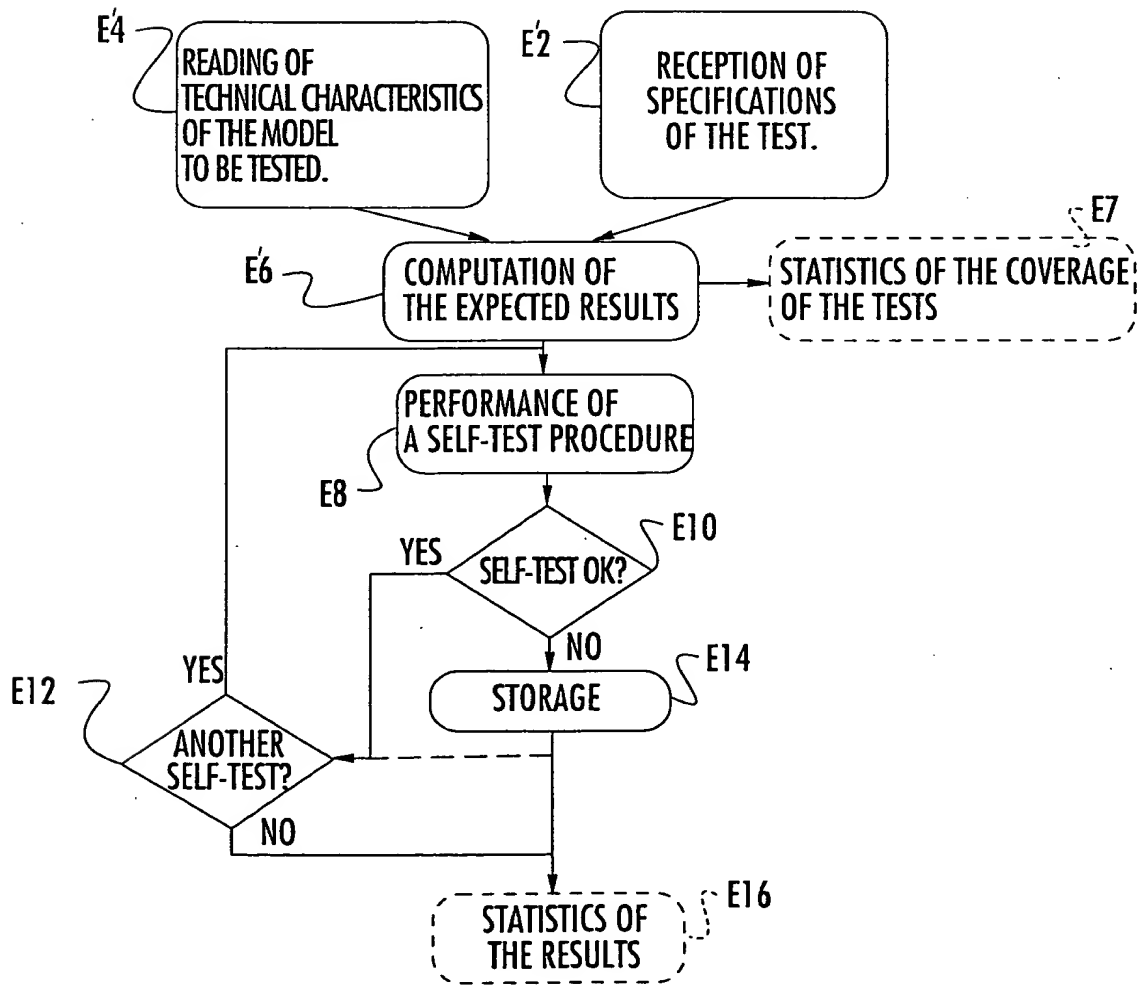 E'4
READING OF
TECHNICAL CHARACTERISTICS
OF THE MODEL
TO BE TESTED.
E'2
RECEPTION OF
SPECIFICATIONS
OF THE TEST.
E'6
COMPUTATION OF
THE EXPECTED RESULTS
E7
STATISTICS OF THE COVERAGE
OF THE TESTS
PERFORMANCE OF
A SELF-TEST PROCEDURE
E8
YES
SELF-TEST OK?
E10
NO
STORAGE
E14
YES
E12
ANOTHER
SELF-TEST?
NO
STATISTICS OF
THE RESULTS
E16